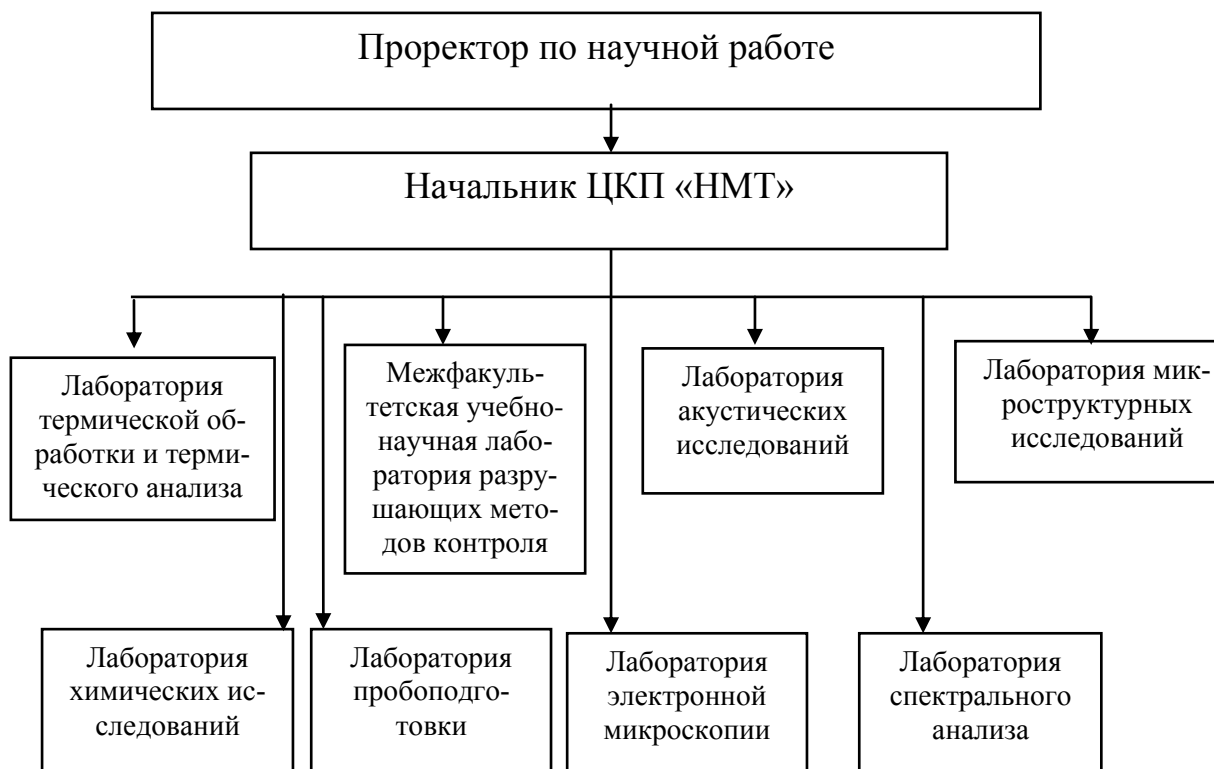 Проректор по научной работе
Начальник ЦКП «НМТ»
Лаборатория
термической об-
работки и терми-
ческого анализа
Межфакуль-
тетская учебно-
научная лабо-
ратория разру-
шающих мето-
дов контроля
Лаборатория
акустических
исследований
Лаборатория мик-
роструктурных
исследований
Лаборатория
химических ис-
следований
Лаборатория
пробоподго-
товки
Лаборатория
электронной
микроскопии
Лаборатория
спектрального
анализа